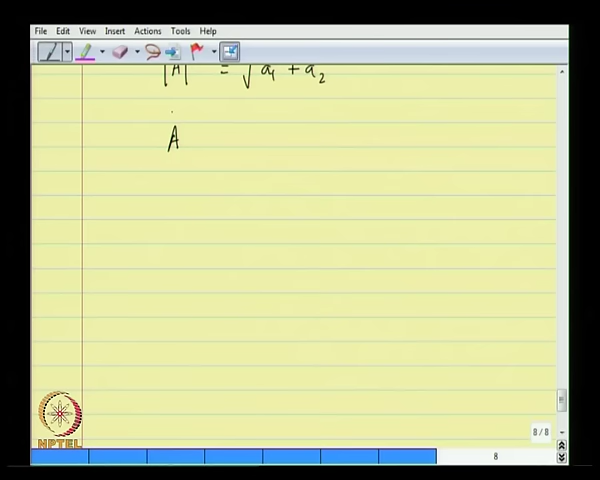 File Edit View Insert Actions Tools Help
|A| = √a₁ + a₂
A
8/8
NPTEL
8